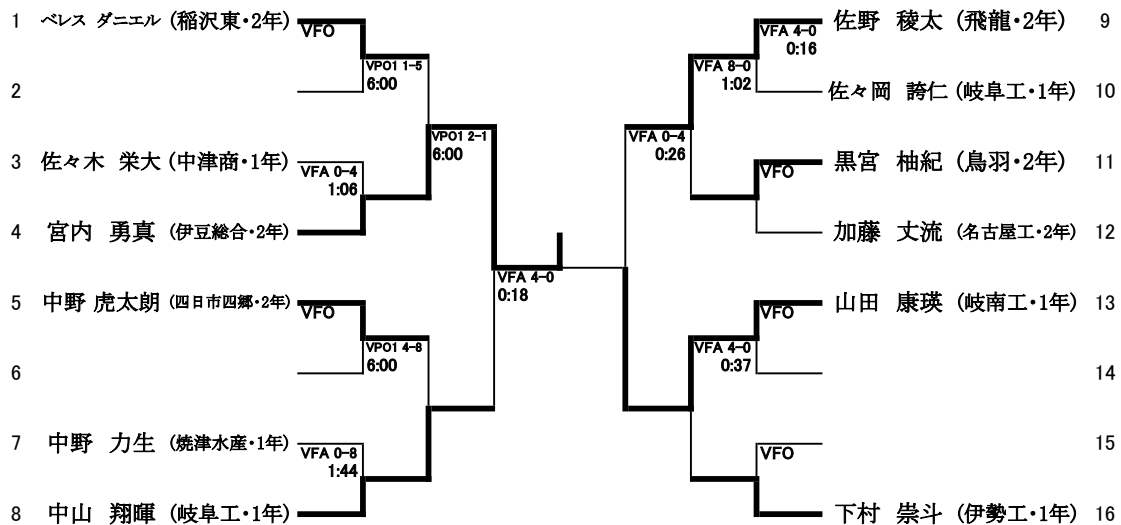 1 ベレス ダニエル (稲沢東・2年)
VFO
2
VPO1 1-5
6:00
3 佐々木 栄大 (中津商・1年)
VFA 0-4
1:06
4 宮内 勇真 (伊豆総合・2年)
VPO1 2-1
6:00
5 中野 虎太朗 (四日市四郷・2年)
VFO
6
VPO1 4-8
6:00
7 中野 力生 (焼津水産・1年)
VFA 0-8
1:44
8 中山 翔暉 (岐阜工・1年)
VFA 4-0
0:18
佐野 稜太 (飛龍・2年) 9
VFA 4-0
0:16
佐々岡 誇仁 (岐阜工・1年) 10
VFA 8-0
1:02
黒宮 柚紀 (鳥羽・2年) 11
VFO
加藤 丈流 (名古屋工・2年) 12
VFA 0-4
0:26
山田 康瑛 (岐南工・1年) 13
VFO
14
VFA 4-0
0:37
15
VFO
下村 崇斗 (伊勢工・1年) 16